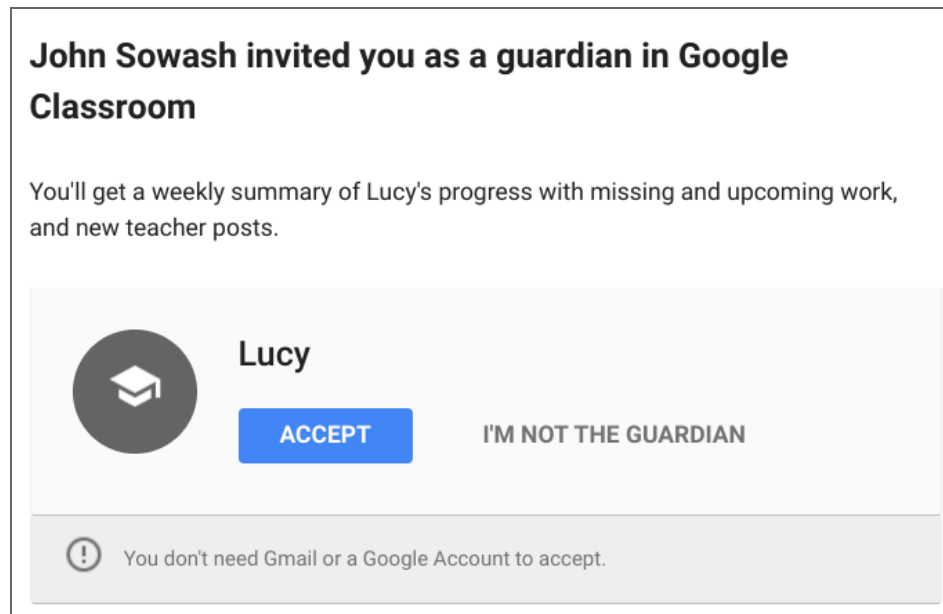 John Sowash invited you as a guardian in Google
Classroom
You'll get a weekly summary of Lucy's progress with missing and upcoming work,
and new teacher posts.
Lucy
ACCEPT I'M NOT THE GUARDIAN
You don't need Gmail or a Google Account to accept.